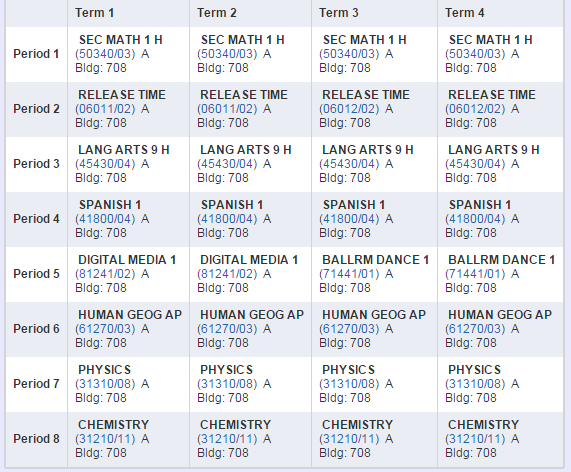 Term 1 Term 2 Term 3 Term 4
Period 1
SEC MATH 1 H SEC MATH 1 H SEC MATH 1 H SEC MATH 1 H
(50340/03) A (50340/03) A (50340/03) A (50340/03) A
Bldg: 708 Bldg: 708 Bldg: 708 Bldg: 708
Period 2
RELEASE TIME RELEASE TIME RELEASE TIME RELEASE TIME
(06011/02) A (06011/02) A (06012/02) A (06012/02) A
Bldg: 708 Bldg: 708 Bldg: 708 Bldg: 708
Period 3
LANG ARTS 9 H LANG ARTS 9 H LANG ARTS 9 H LANG ARTS 9 H
(45430/04) A (45430/04) A (45430/04) A (45430/04) A
Bldg: 708 Bldg: 708 Bldg: 708 Bldg: 708
Period 4
SPANISH 1 SPANISH 1 SPANISH 1 SPANISH 1
(41800/04) A (41800/04) A (41800/04) A (41800/04) A
Bldg: 708 Bldg: 708 Bldg: 708 Bldg: 708
Period 5
DIGITAL MEDIA 1 DIGITAL MEDIA 1 BALLRM DANCE 1 BALLRM DANCE 1
(81241/02) A (81241/02) A (71441/01) A (71441/01) A
Bldg: 708 Bldg: 708 Bldg: 708 Bldg: 708
Period 6
HUMAN GEOG AP HUMAN GEOG AP HUMAN GEOG AP HUMAN GEOG AP
(61270/03) A (61270/03) A (61270/03) A (61270/03) A
Bldg: 708 Bldg: 708 Bldg: 708 Bldg: 708
Period 7
PHYSICS PHYSICS PHYSICS PHYSICS
(31310/08) A (31310/08) A (31310/08) A (31310/08) A
Bldg: 708 Bldg: 708 Bldg: 708 Bldg: 708
Period 8
CHEMISTRY CHEMISTRY CHEMISTRY CHEMISTRY
(31210/11) A (31210/11) A (31210/11) A (31210/11) A
Bldg: 708 Bldg: 708 Bldg: 708 Bldg: 708